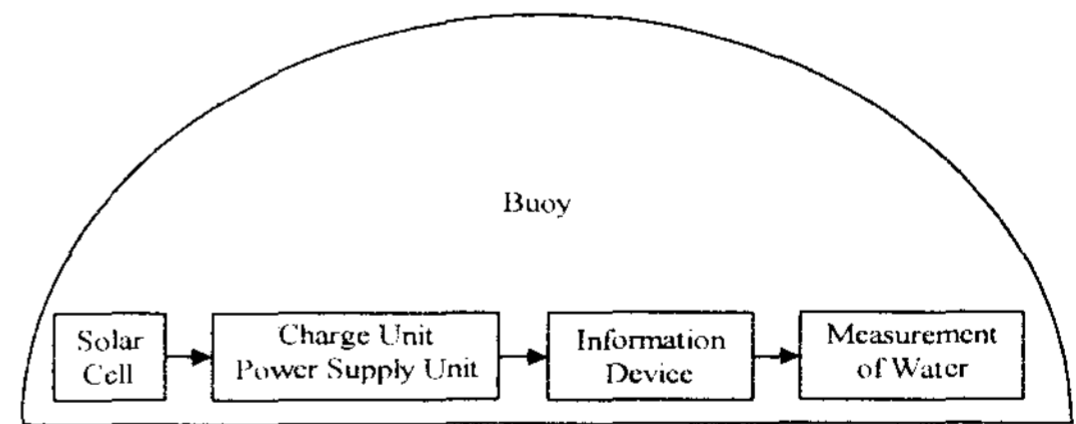 Buoy
Solar
Cell
Charge Unit
Power Supply Unit
Information
Device
Measurement
of Water